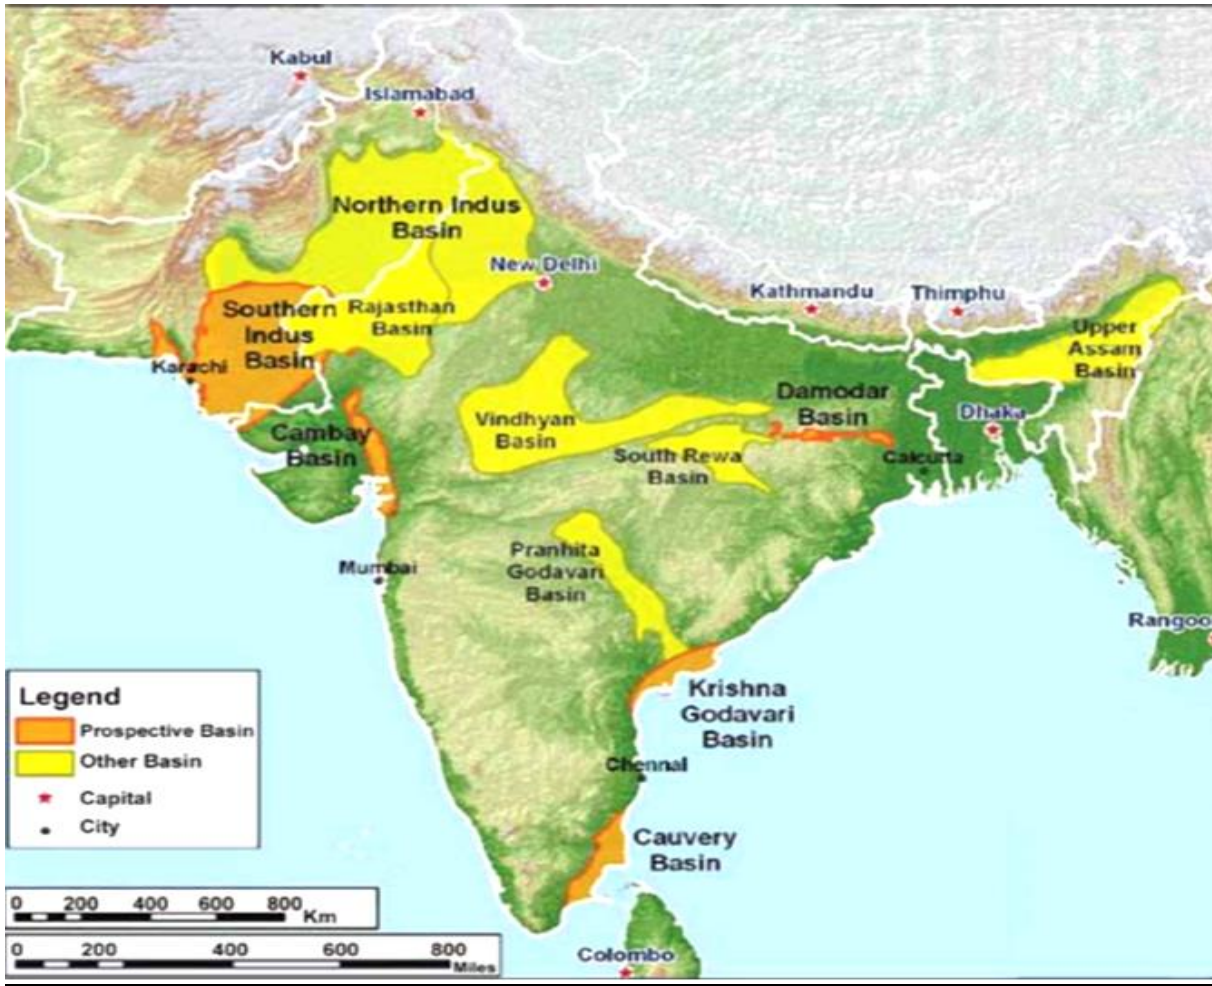 Kabul
Islamabad
Northern Indus
Basin
New Delhi
Southern
Indus
Basin
Rajasthan
Basin
Kathmandu
Thimphu
Upper
Assam
Basin
Karachi
Cambay
Basin
Vindhyan
Basin
Damodar
Basin
Dhaka
South Rewa
Basin
Calcutta
Pranhita
Godavari
Basin
Mumbai
Rangoo
Krishna
Godavari
Basin
Chennal
Cauvery
Basin
Colombo
Legend
Prospective Basin
Other Basin
Capital
City
0 200 400 600 800 Km
0 200 400 600 800 Miles